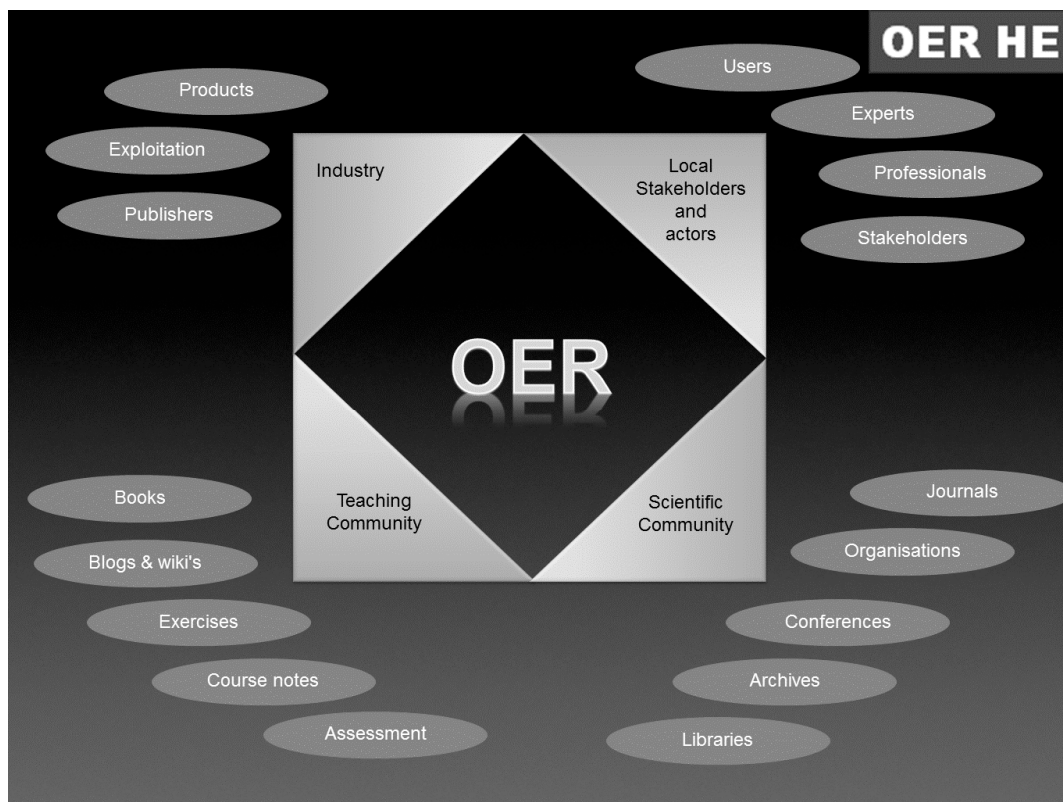 OER HE
Users
Products
Experts
Exploitation
Industry
Local
Stakeholders
and
actors
Professionals
Publishers
Stakeholders
OER
Books
Teaching
Community
Scientific
Community
Journals
Blogs & wiki's
Organisations
Exercises
Conferences
Course notes
Archives
Assessment
Libraries